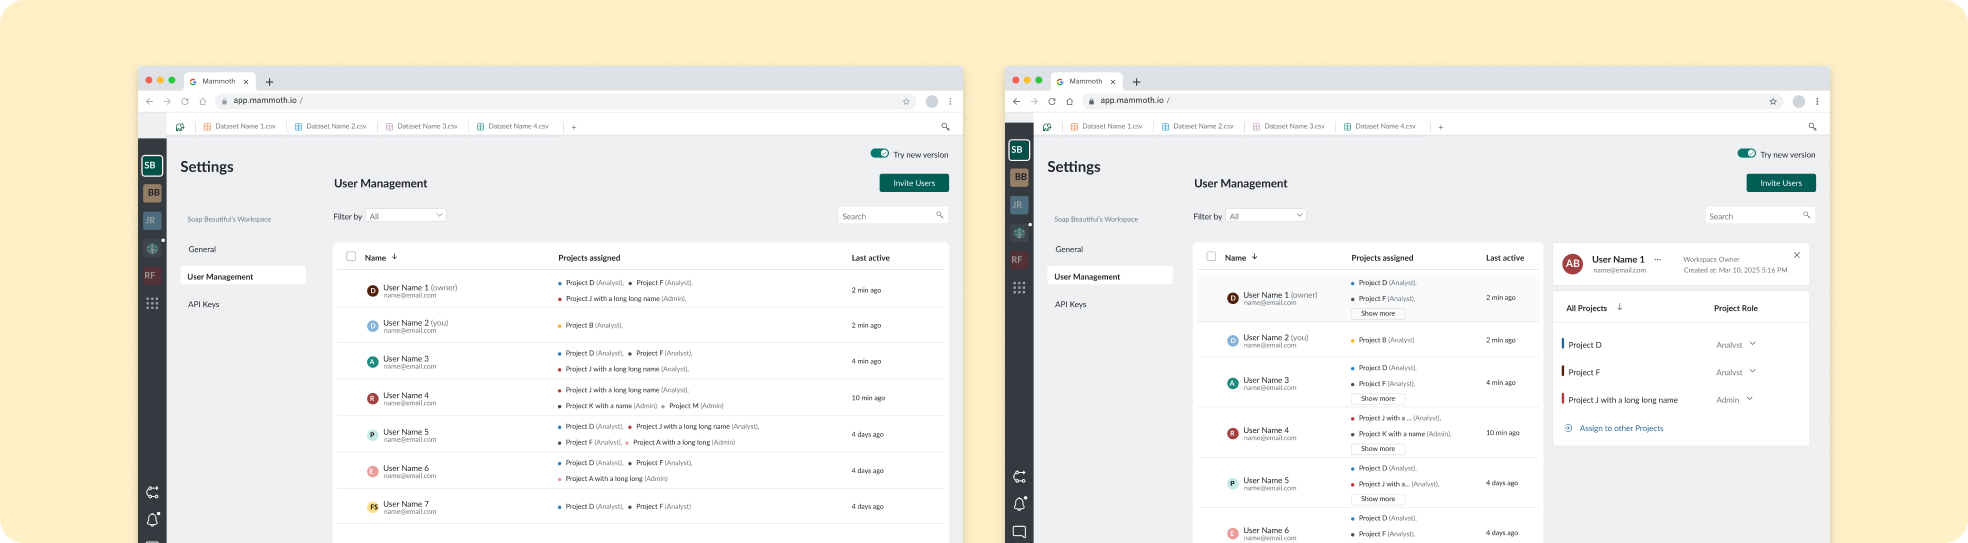 Mammoth
app.mammoth.io /
Dataset Name 1.csv Dataset Name 2.csv Dataset Name 3.csv Dataset Name 4.csv
SB
BB
JR
RF
Settings
Try new version
User Management
Invite Users
Soap Beautiful's Workspace
General
User Management
API Keys
Filter by All
Search
Name Projects assigned Last active
D User Name 1 (owner)
name@email.com
Project D (Analyst), Project F (Analyst),
Project J with a long long name (Admin),
2 min ago
D User Name 2 (you)
name@email.com
Project B (Analyst),
2 min ago
A User Name 3
name@email.com
Project D (Analyst), Project F (Analyst),
Project J with a long long name (Analyst),
4 min ago
R User Name 4
name@email.com
Project J with a long long name (Analyst),
Project K with a name (Admin), Project M (Admin)
10 min ago
P User Name 5
name@email.com
Project D (Analyst), Project J with a long long name (Analyst),
Project F (Analyst), Project A with a long long (Admin)
4 days ago
E User Name 6
name@email.com
Project D (Analyst), Project F (Analyst),
Project A with a long long (Admin)
4 days ago
FS User Name 7
name@email.com
Project D (Analyst), Project F (Analyst)
4 days ago
Mammoth
app.mammoth.io /
Dataset Name 1.csv Dataset Name 2.csv Dataset Name 3.csv Dataset Name 4.csv
SB
BB
JR
RF
Settings
Try new version
User Management
Invite Users
Soap Beautiful's Workspace
General
User Management
API Keys
Filter by All
Search
Name Projects assigned Last active
D User Name 1 (owner)
name@email.com
Project D (Analyst),
Project F (Analyst),
Show more
2 min ago
D User Name 2 (you)
name@email.com
Project B (Analyst)
2 min ago
A User Name 3
name@email.com
Project D (Analyst),
Project F (Analyst),
Show more
4 min ago
R User Name 4
name@email.com
Project J with a ... (Analyst),
Project K with a name (Admin),
Show more
10 min ago
P User Name 5
name@email.com
Project D (Analyst),
Project J with a... (Analyst),
Show more
4 days ago
E User Name 6
name@email.com
Project D (Analyst),
Project F (Analyst),
4 days ago
AB User Name 1 ...
name@email.com
Workspace Owner
Created at: Mar 10, 2025 5:16 PM
All Projects Project Role
Project D Analyst
Project F Analyst
Project J with a long long name Admin
Assign to other Projects